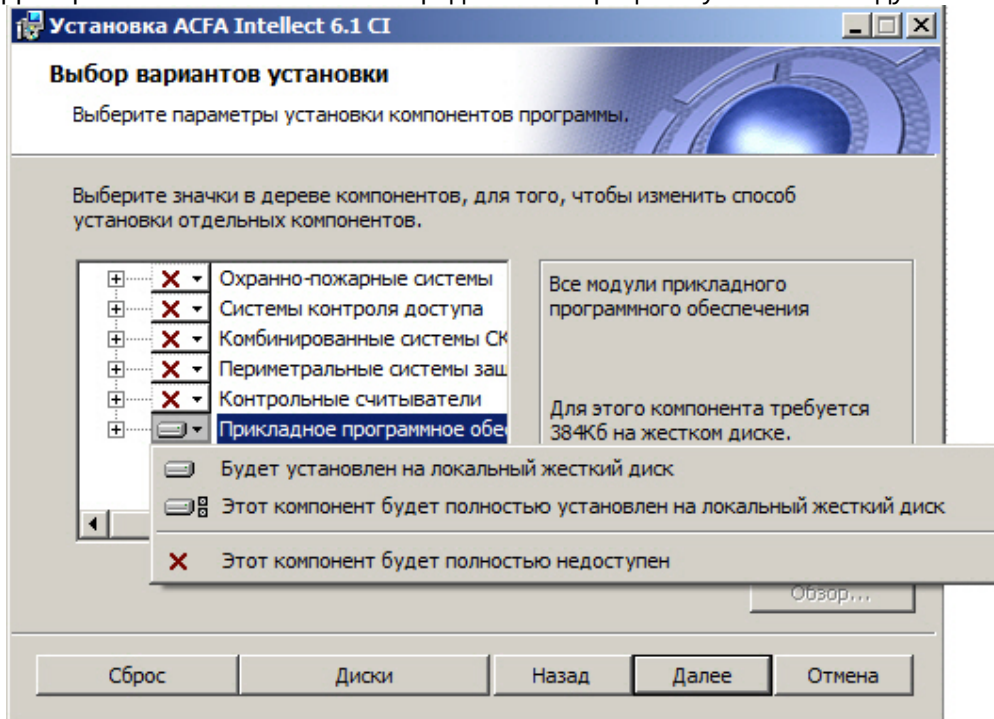 Установка ACFA Intellect 6.1 CI
Выбор вариантов установки
Выберите параметры установки компонентов программы.
Выберите значки в дереве компонентов, для того, чтобы изменить способ
установки отдельных компонентов.
Охранно-пожарные системы
Системы контроля доступа
Комбинированные системы СК
Периметральные системы защ
Контрольные считыватели
Прикладное программное обе
Все модули прикладного
программного обеспечения
Для этого компонента требуется
384Кб на жестком диске.
Будет установлен на локальный жесткий диск
Этот компонент будет полностью установлен на локальный жесткий диск
Этот компонент будет полностью недоступен
Обзор...
Сброс
Диски
Назад
Далее
Отмена